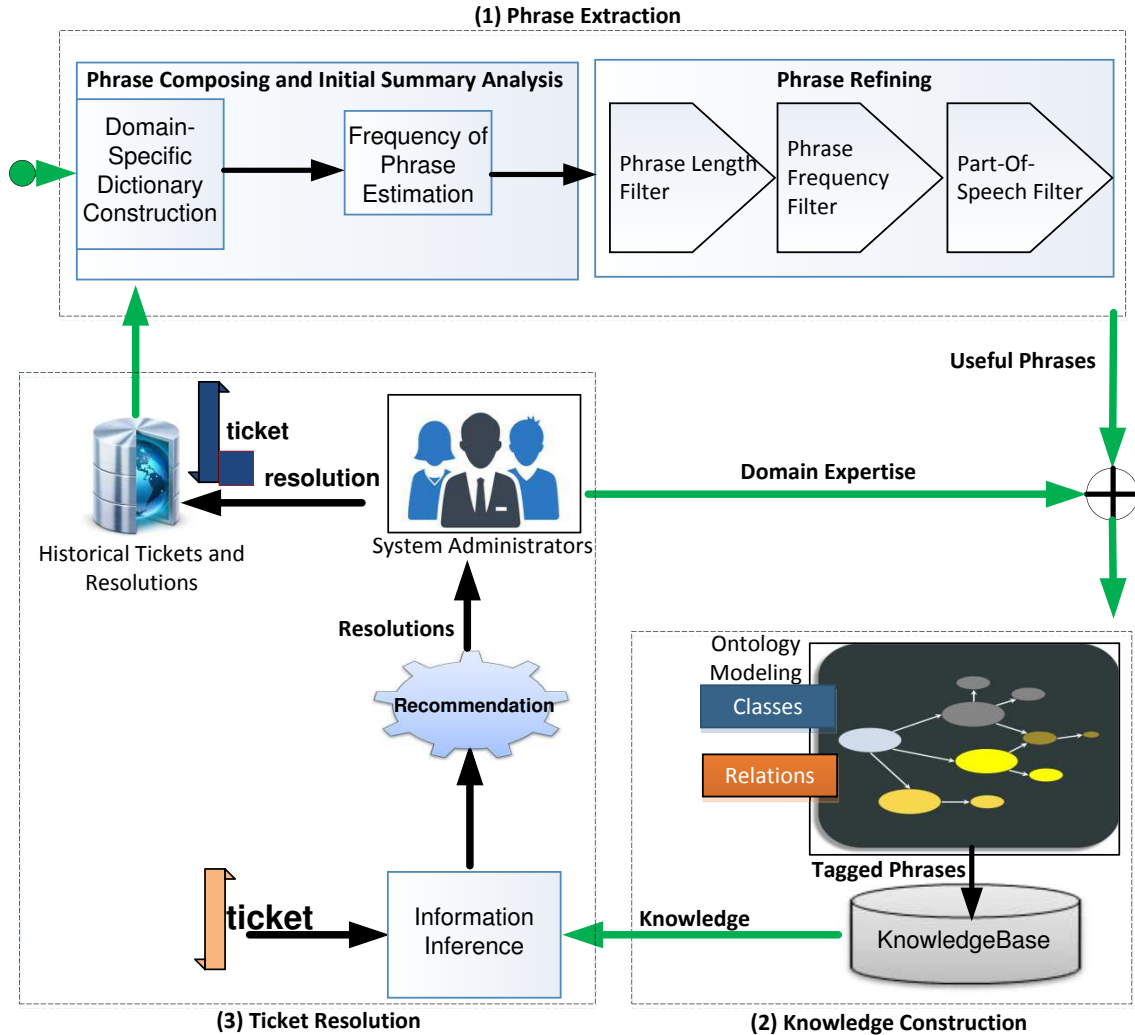 (1) Phrase Extraction
Phrase Composing and Initial Summary Analysis
Domain-
Specific
Dictionary
Construction
Frequency of
Phrase
Estimation
Phrase Refining
Phrase Length
Filter
Phrase
Frequency
Filter
Part-Of-
Speech Filter
Useful Phrases
ticket
resolution
Historical Tickets and
Resolutions
System Administrators
Domain Expertise
Resolutions
Recommendation
Ontology
Modeling
Classes
Relations
Tagged Phrases
KnowledgeBase
Knowledge
ticket
Information
Inference
(3) Ticket Resolution
(2) Knowledge Construction